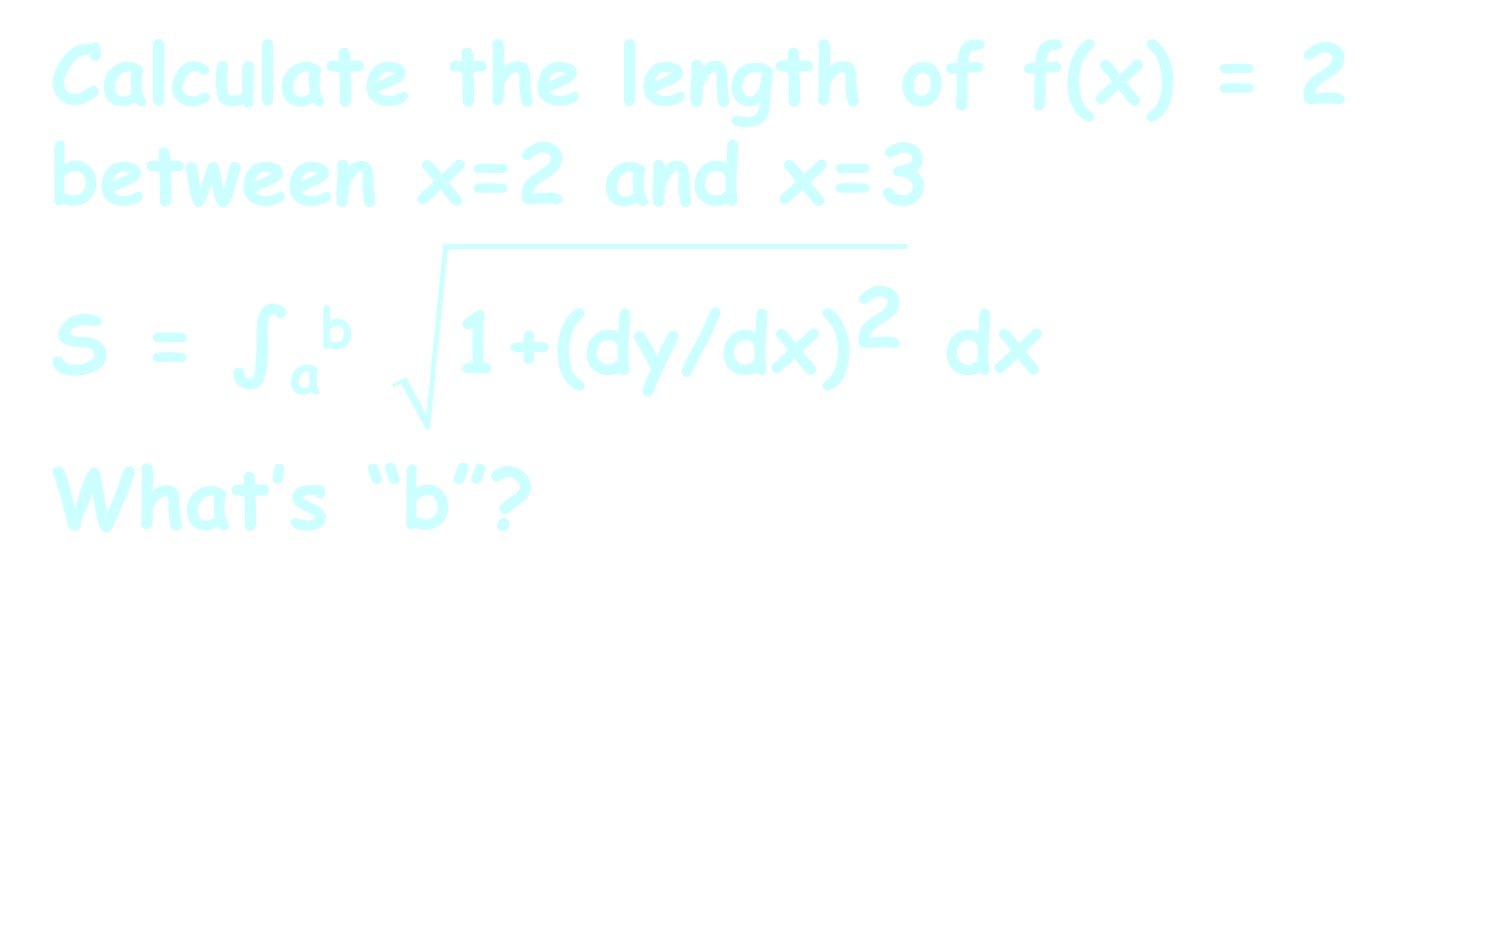 Calculate the length of f(x) = 2
between x=2 and x=3
S = ∫ₐᵇ √1+(dy/dx)² dx
What's “b”?